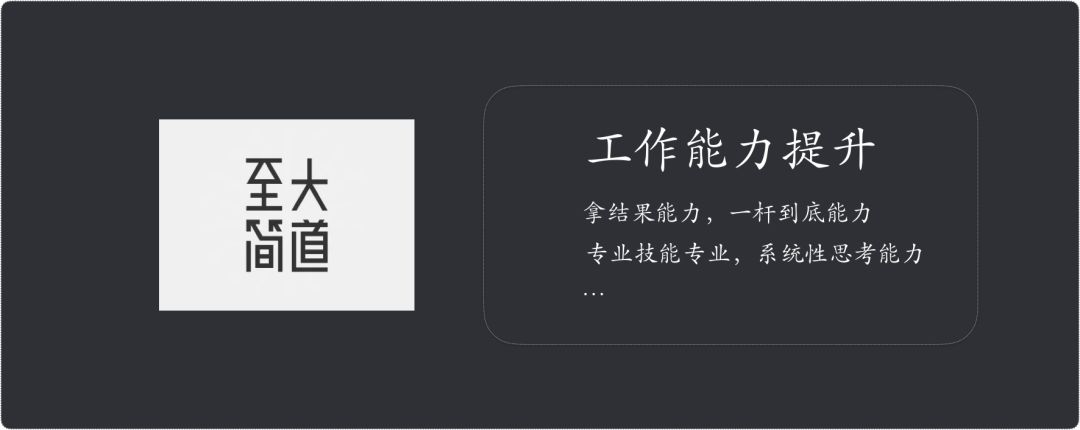 大道
至简
工作能力提升
拿结果能力，一杆到底能力
专业技能专业，系统性思考能力
...